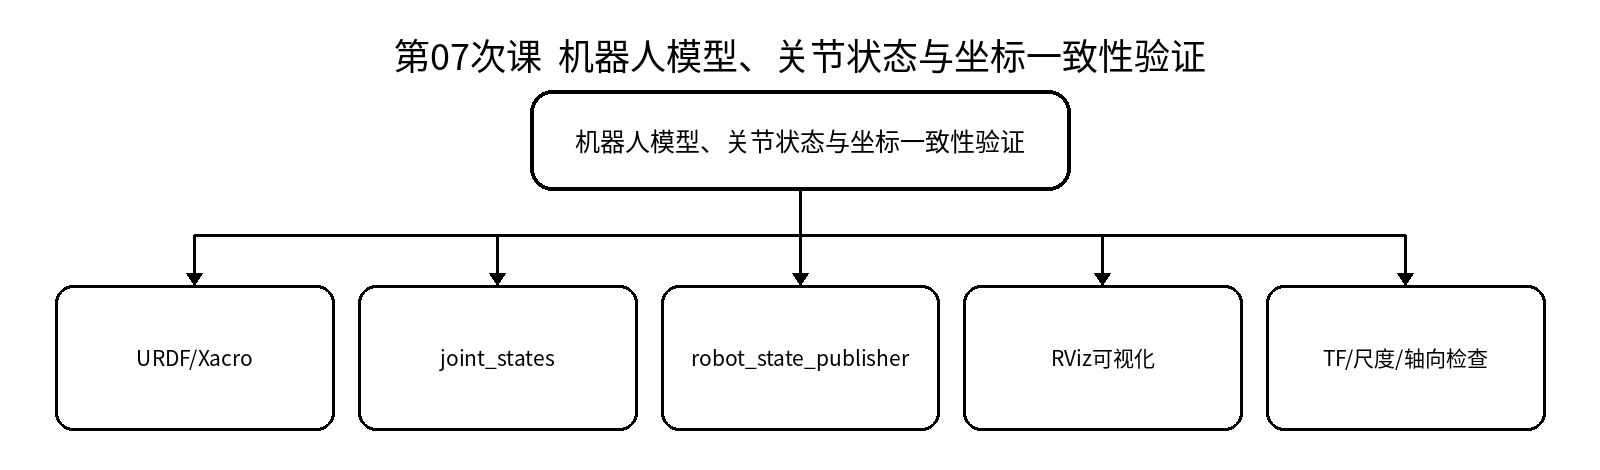 第07次课 机器人模型、关节状态与坐标一致性验证
机器人模型、关节状态与坐标一致性验证
URDF/Xacro
joint_states
robot_state_publisher
RViz可视化
TF/尺度/轴向检查